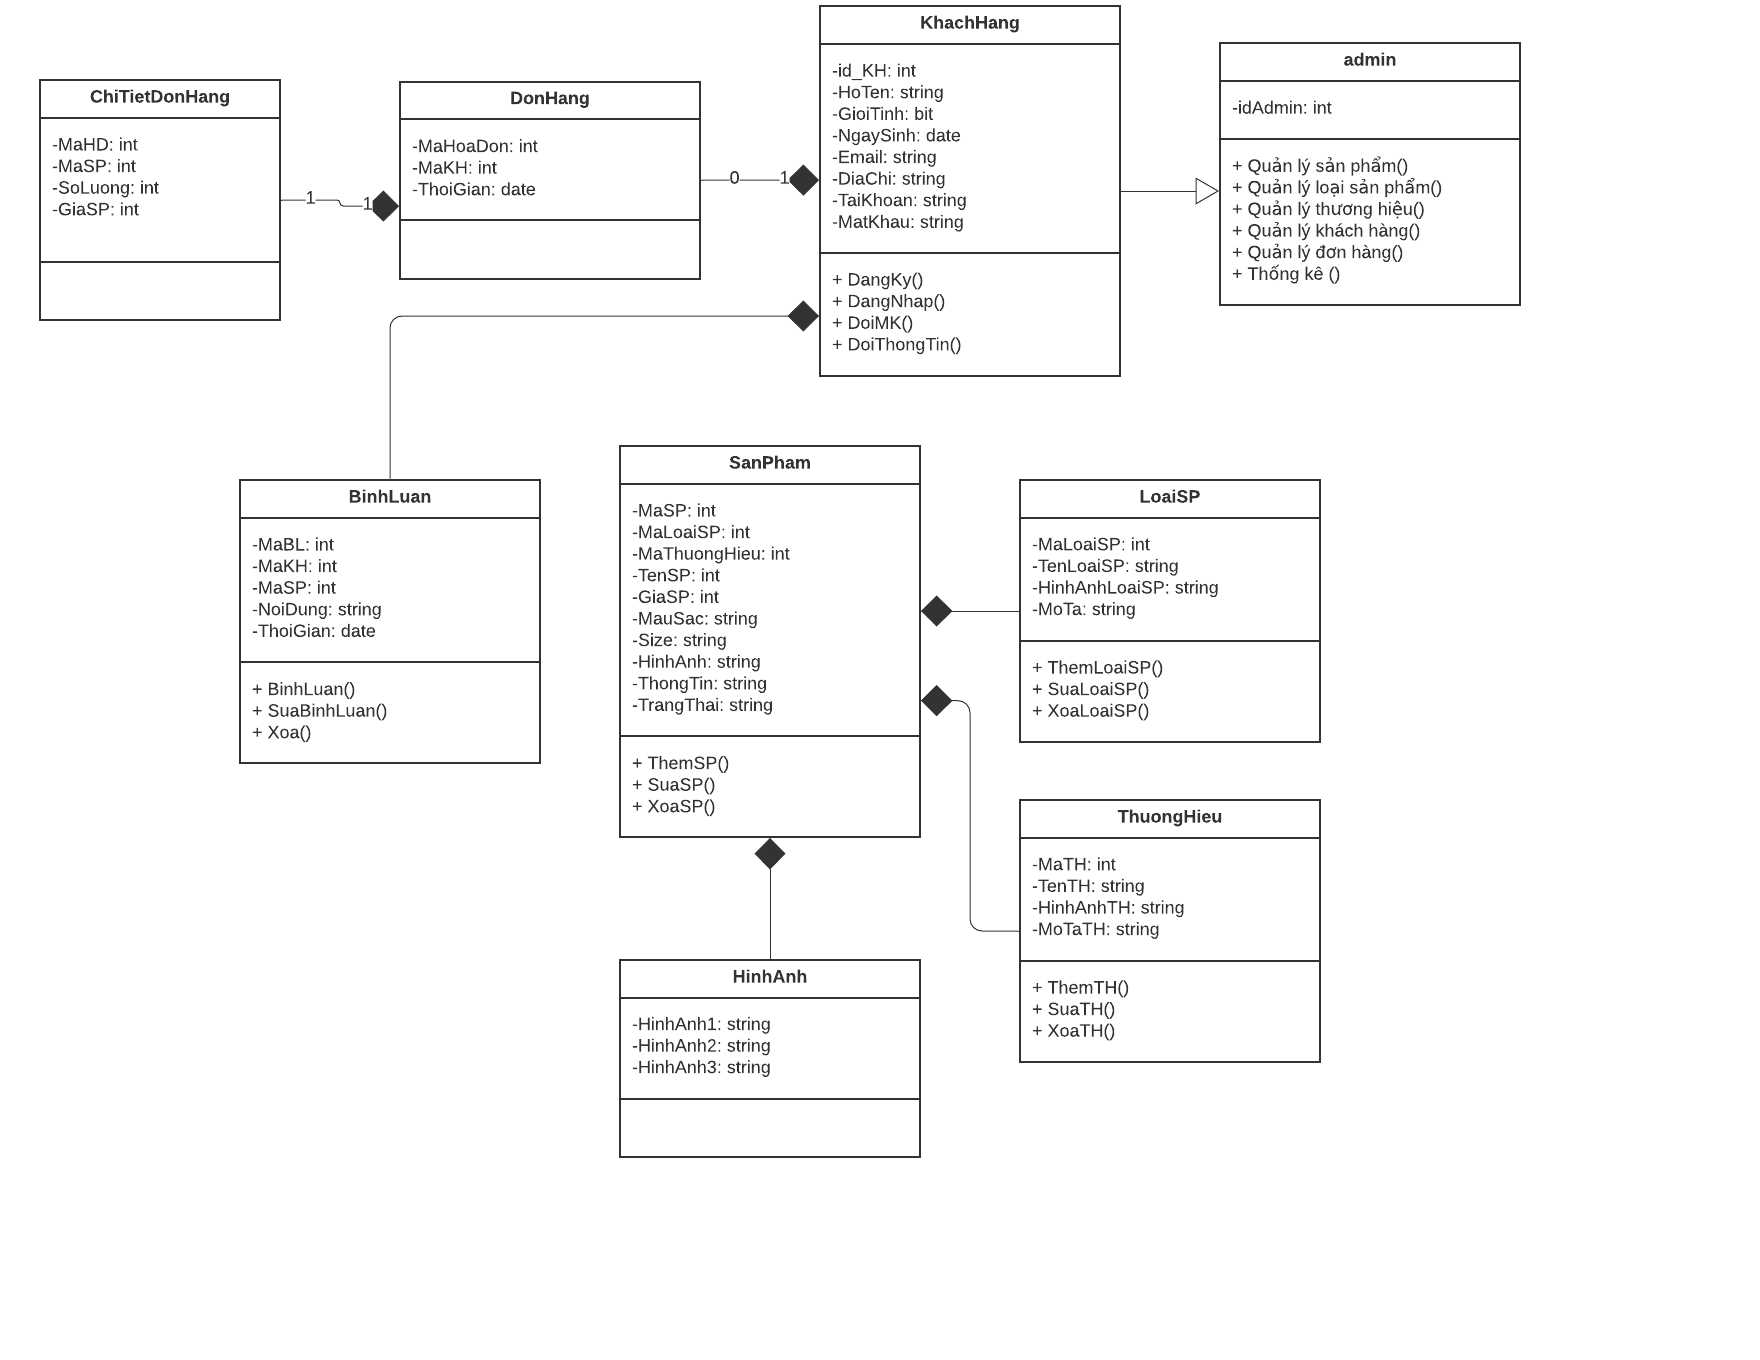 ChiTietDonHang
-MaHD: int
-MaSP: int
-SoLuong: int
-GiaSP: int
1
1
DonHang
-MaHoaDon: int
-MaKH: int
-ThoiGian: date
0
1
KhachHang
-id_KH: int
-HoTen: string
-GioiTinh: bit
-NgaySinh: date
-Email: string
-DiaChi: string
-TaiKhoan: string
-MatKhau: string
+ DangKy()
+ DangNhap()
+ DoiMK()
+ DoiThongTin()
admin
-idAdmin: int
+ Quản lý sản phẩm()
+ Quản lý loại sản phẩm()
+ Quản lý thương hiệu()
+ Quản lý khách hàng()
+ Quản lý đơn hàng()
+ Thống kê ()
BinhLuan
-MaBL: int
-MaKH: int
-MaSP: int
-NoiDung: string
-ThoiGian: date
+ BinhLuan()
+ SuaBinhLuan()
+ Xoa()
SanPham
-MaSP: int
-MaLoaiSP: int
-MaThuongHieu: int
-TenSP: int
-GiaSP: int
-MauSac: string
-Size: string
-HinhAnh: string
-ThongTin: string
-TrangThai: string
+ ThemSP()
+ SuaSP()
+ XoaSP()
LoaiSP
-MaLoaiSP: int
-TenLoaiSP: string
-HinhAnhLoaiSP: string
-MoTa: string
+ ThemLoaiSP()
+ SuaLoaiSP()
+ XoaLoaiSP()
ThuongHieu
-MaTH: int
-TenTH: string
-HinhAnhTH: string
-MoTaTH: string
+ ThemTH()
+ SuaTH()
+ XoaTH()
HinhAnh
-HinhAnh1: string
-HinhAnh2: string
-HinhAnh3: string